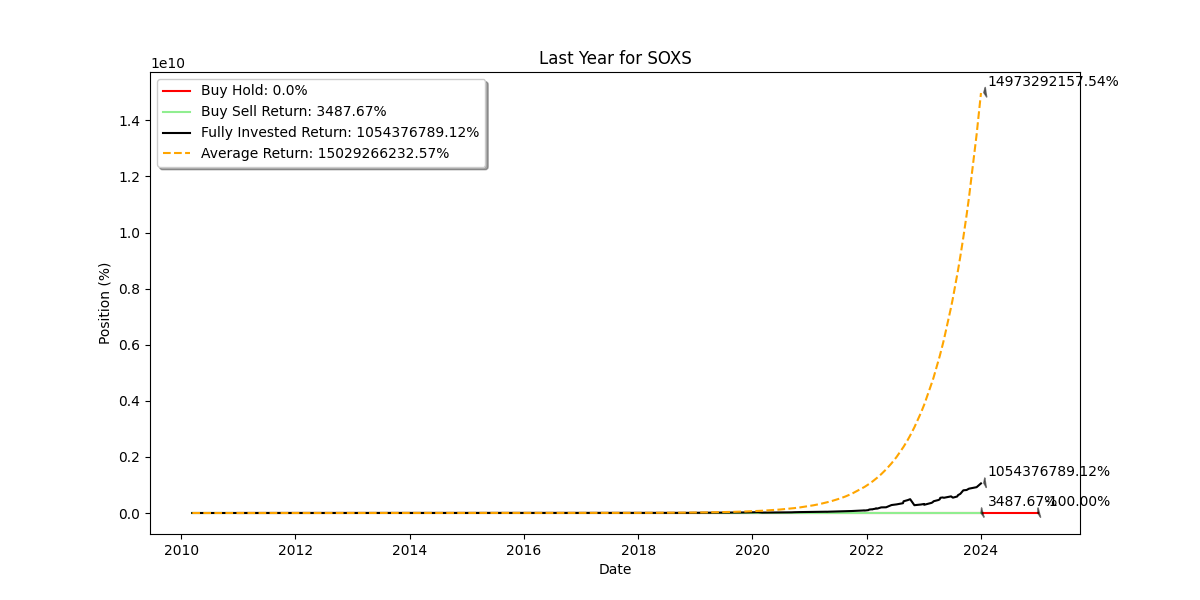 Last Year for SOXS
1e10
Buy Hold: 0.0%
Buy Sell Return: 3487.67%
Fully Invested Return: 1054376789.12%
Average Return: 15029266232.57%
14973292157.54%
1054376789.12%
3487.67%
100.00%
Position (%)
1.4
1.2
1.0
0.8
0.6
0.4
0.2
0.0
2010 2012 2014 2016 2018 2020 2022 2024
Date